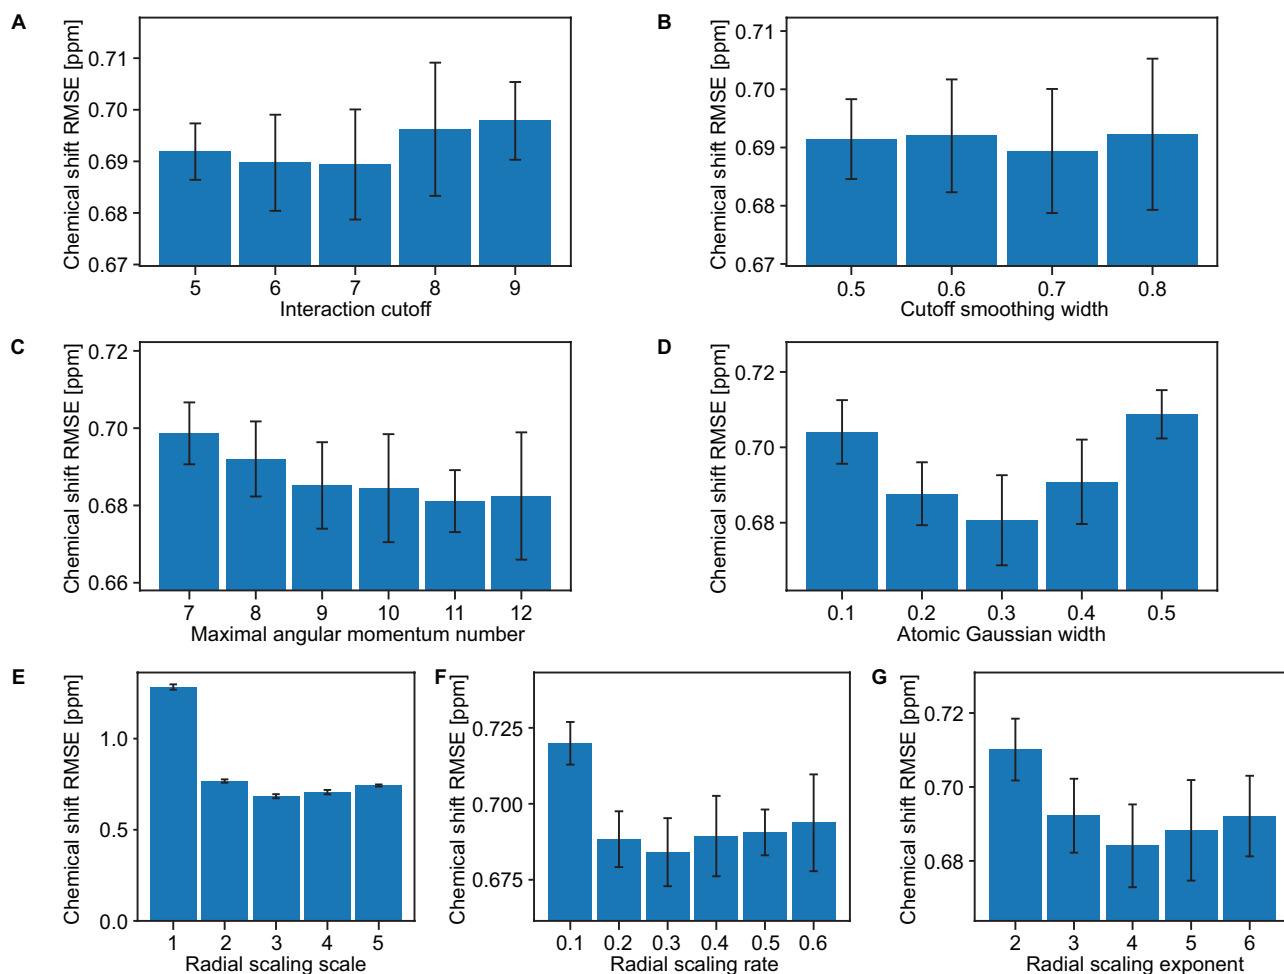 A
Chemical shift RMSE [ppm]
0.71
0.70
0.69
0.68
0.67
5 6 7 8 9
Interaction cutoff
B
Chemical shift RMSE [ppm]
0.71
0.70
0.69
0.68
0.67
0.5 0.6 0.7 0.8
Cutoff smoothing width
C
Chemical shift RMSE [ppm]
0.72
0.70
0.68
0.66
7 8 9 10 11 12
Maximal angular momentum number
D
Chemical shift RMSE [ppm]
0.72
0.70
0.68
0.1 0.2 0.3 0.4 0.5
Atomic Gaussian width
E
Chemical shift RMSE [ppm]
1.0
0.5
0.0
1 2 3 4 5
Radial scaling scale
F
Chemical shift RMSE [ppm]
0.725
0.700
0.675
0.1 0.2 0.3 0.4 0.5 0.6
Radial scaling rate
G
Chemical shift RMSE [ppm]
0.72
0.70
0.68
2 3 4 5 6
Radial scaling exponent